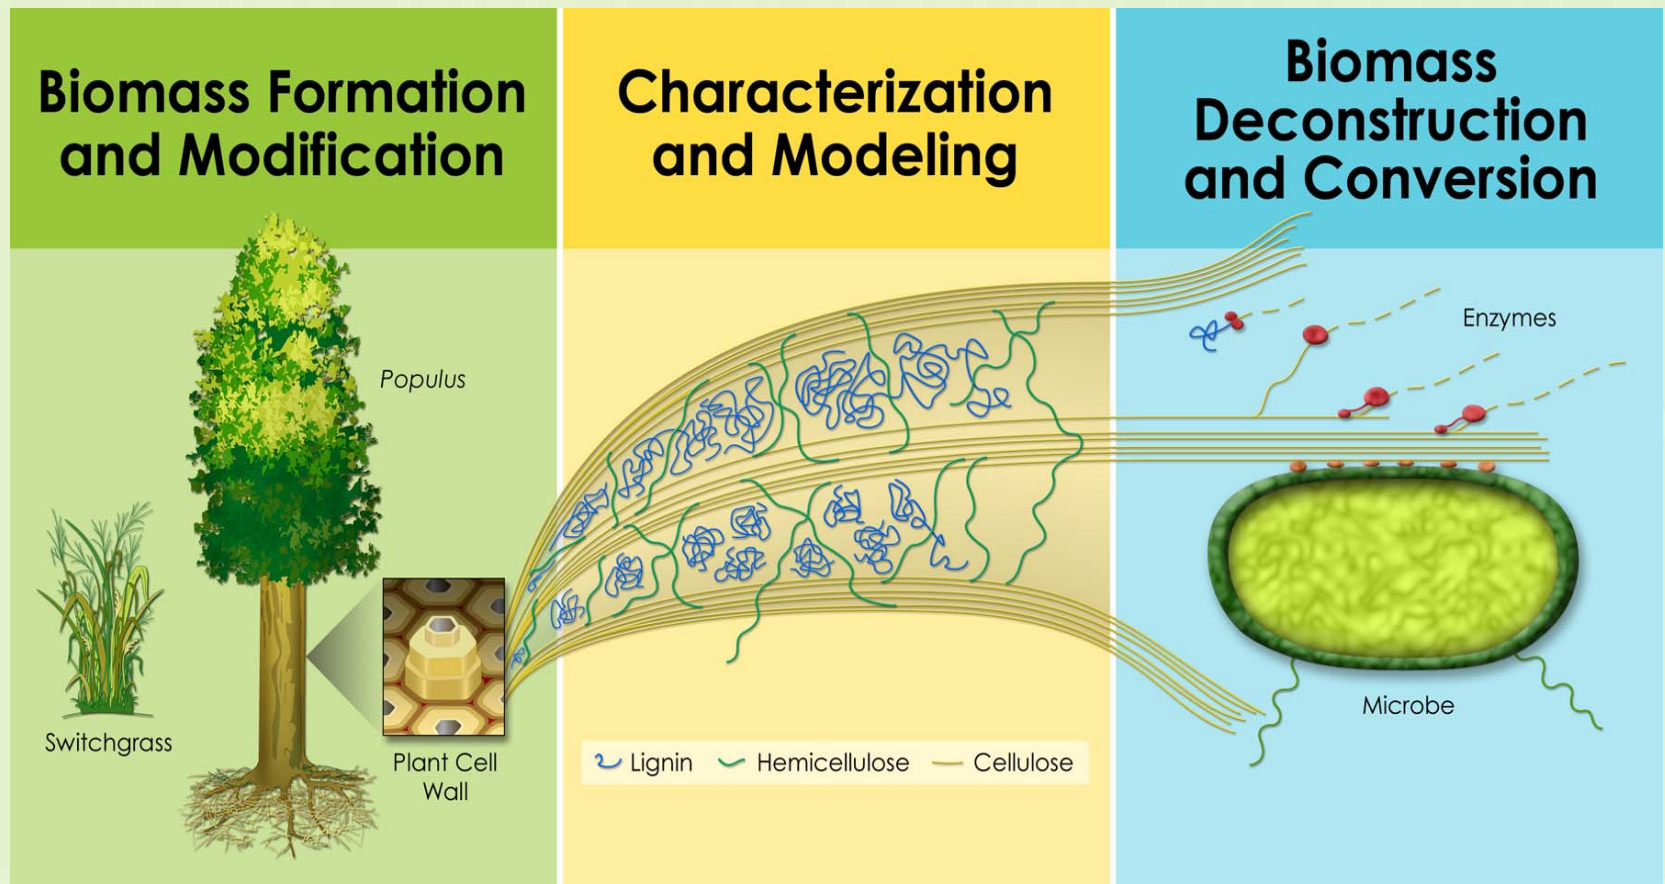 Biomass Formation
and Modification
Populus
Switchgrass
Plant Cell
Wall
Characterization
and Modeling
Lignin Hemicellulose Cellulose
Biomass
Deconstruction
and Conversion
Enzymes
Microbe